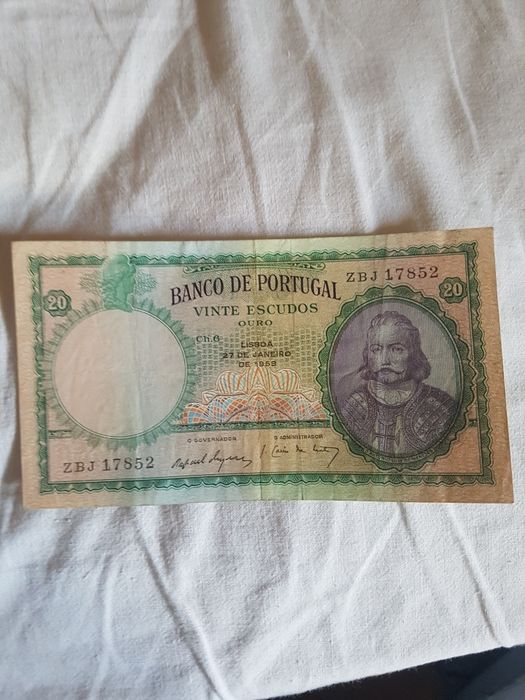 BANCO DE PORTUGAL
ZBJ 17852
20
20
VINTE ESCUDOS
OURO
Ch.6
LISBOA
27 DE JANEIRO
DE 1959
O GOVERNADOR
O ADMINISTRADOR
ZBJ 17852
20